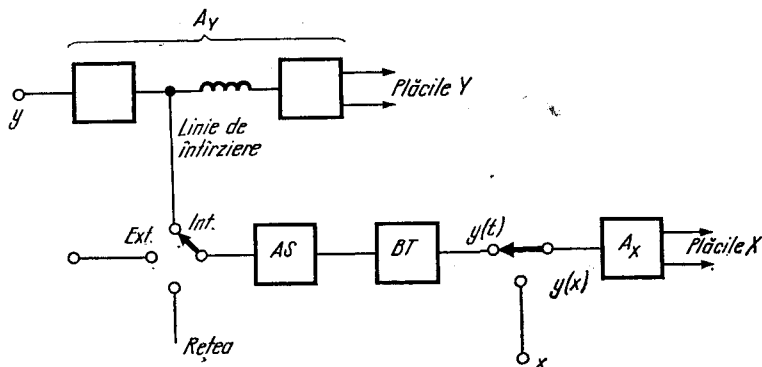 A_Y
y
Plăcile Y
Linie de
întîrziere
Int.
Ext.
Rețea
AS
BT
y(t)
y(x)
x
A_X
Plăcile X